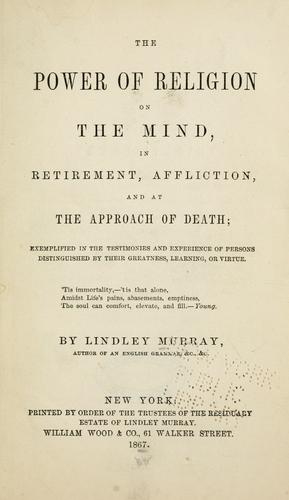 THE
POWER OF RELIGION
ON
THE MIND,
IN
RETIREMENT, AFFLICTION,
AND AT
THE APPROACH OF DEATH;
EXEMPLIFIED IN THE TESTIMONIES AND EXPERIENCE OF PERSONS
DISTINGUISHED BY THEIR GREATNESS, LEARNING, OR VIRTUE.
'Tis immortality,—'tis that alone,
Amidst Life's pains, abasements, emptiness,
The soul can comfort, elevate, and fill.—Young.
BY LINDLEY MURRAY,
AUTHOR OF AN ENGLISH GRAMMAR, &C., &C.
NEW YORK:
PRINTED BY ORDER OF THE TRUSTEES OF THE RESIDUARY
ESTATE OF LINDLEY MURRAY.
WILLIAM WOOD & CO., 61 WALKER STREET.
1867.